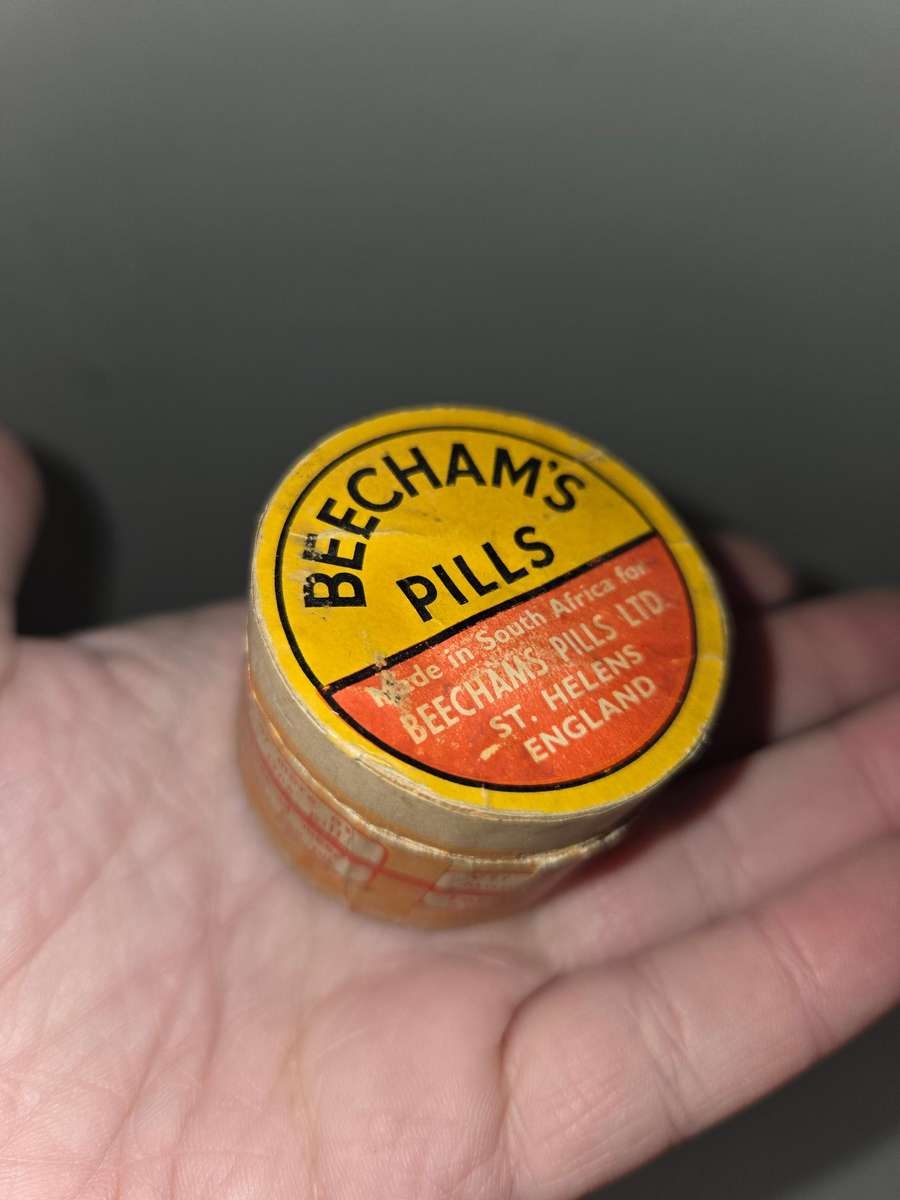 BEECHAM'S
PILLS
Made in South Africa for
BEECHAMS PILLS LTD.
ST. HELENS
ENGLAND